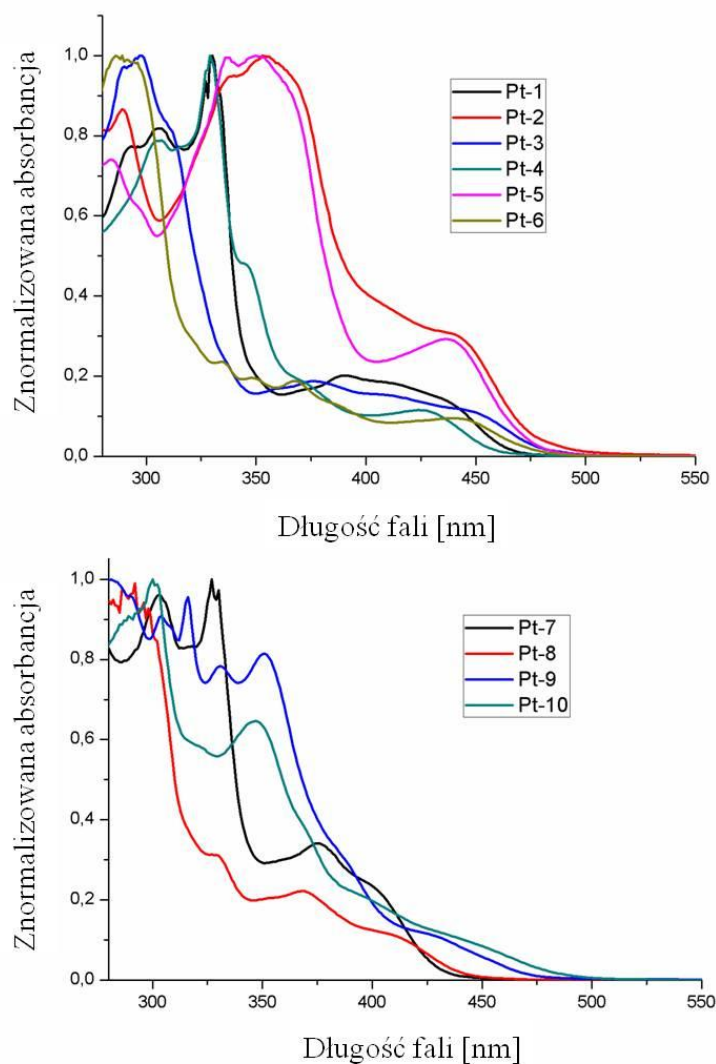 Znormalizowana absorbancja
1,0
0,8
0,6
0,4
0,2
0,0
Pt-1
Pt-2
Pt-3
Pt-4
Pt-5
Pt-6
300 350 400 450 500 550
Długość fali [nm]
Znormalizowana absorbancja
1,0
0,8
0,6
0,4
0,2
0,0
Pt-7
Pt-8
Pt-9
Pt-10
300 350 400 450 500 550
Długość fali [nm]